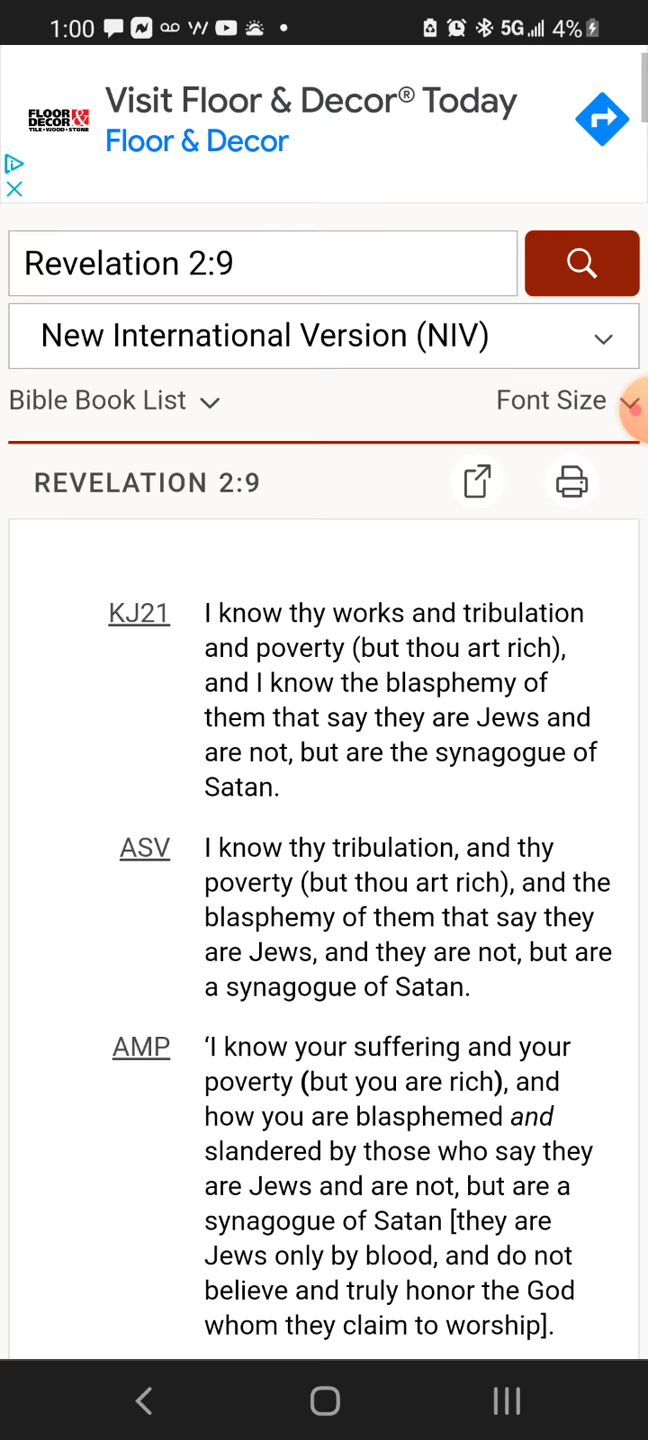 1:00
5G 4%
Visit Floor & Decor® Today
FLOOR &
DECOR
TILE•WOOD•STONE
Floor & Decor
Revelation 2:9
New International Version (NIV)
Bible Book List
Font Size
REVELATION 2:9
KJ21 I know thy works and tribulation
and poverty (but thou art rich),
and I know the blasphemy of
them that say they are Jews and
are not, but are the synagogue of
Satan.
ASV I know thy tribulation, and thy
poverty (but thou art rich), and the
blasphemy of them that say they
are Jews, and they are not, but are
a synagogue of Satan.
AMP ‘I know your suffering and your
poverty (but you are rich), and
how you are blasphemed and
slandered by those who say they
are Jews and are not, but are a
synagogue of Satan [they are
Jews only by blood, and do not
believe and truly honor the God
whom they claim to worship].